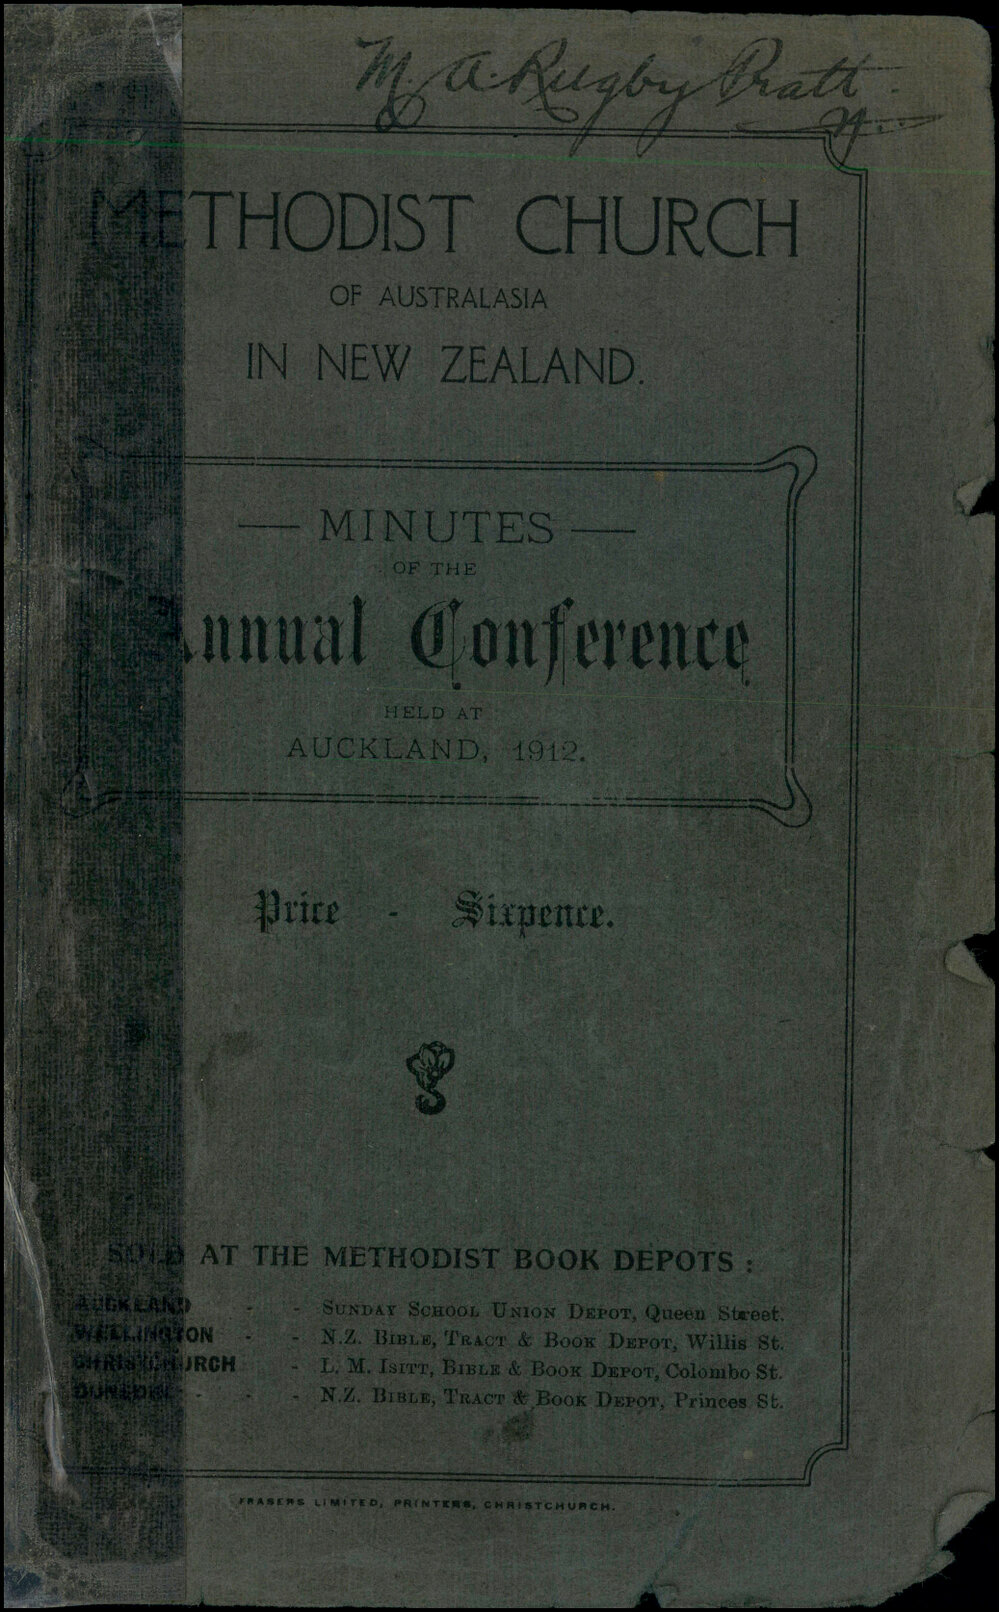 M. A. Rugby Pratt
METHODIST CHURCH
OF AUSTRALASIA
IN NEW ZEALAND.
— MINUTES —
OF THE
Annual Conference
HELD AT
AUCKLAND, 1912.
Price - Sixpence.
SOLD AT THE METHODIST BOOK DEPOTS :
AUCKLAND - - SUNDAY SCHOOL UNION DEPOT, Queen Street.
WELLINGTON - - N.Z. BIBLE, TRACT & BOOK DEPOT, Willis St.
CHRISTCHURCH - L. M. ISITT, BIBLE & BOOK DEPOT, Colombo St.
DUNEDIN - - - N.Z. BIBLE, TRACT & BOOK DEPOT, Princes St.
FRASERS LIMITED, PRINTERS, CHRISTCHURCH.